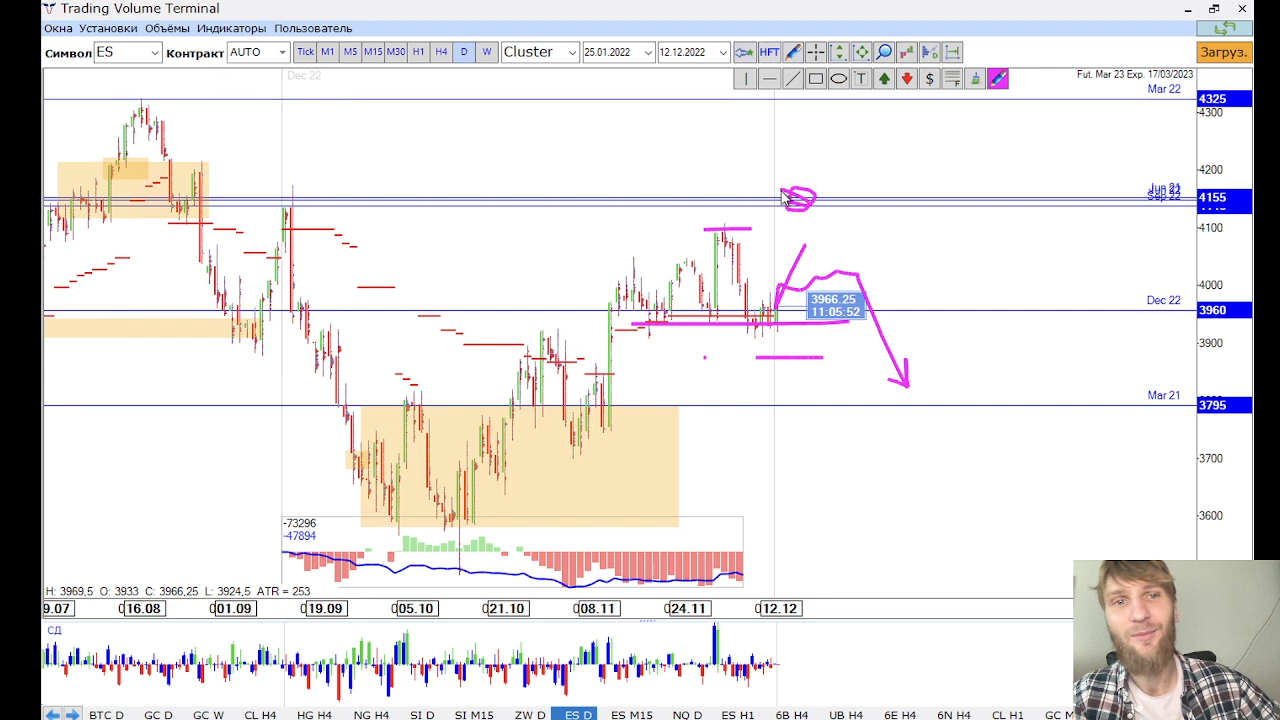 Trading Volume Terminal
Окна Установки Объёмы Индикаторы Пользователь
Символ ES Контракт AUTO Tick M1 M5 M15 M30 H1 H4 D W Cluster 25.01.2022 12.12.2022 HFT Загруз.
T $ F
Dec 22
Fut. Mar 23 Exp. 17/03/2023
Mar 22
4325
4300
4200
Sep 22
4155
4100
4000
3966.25
11:05:52
Dec 22
3960
3900
Mar 21
3795
3700
3600
-73296
-47894
H: 3969,5 O: 3933 C: 3966,25 L: 3924,5 ATR = 253
9.07 16.08 01.09 19.09 05.10 21.10 08.11 24.11 12.12
СД
BTC D GC D GC W CL H4 HG H4 NG H4 SI D SI M15 ZW D ES D ES M15 NQ D ES H1 6B H4 UB H4 6E H4 6N H4 CL H1 GC M